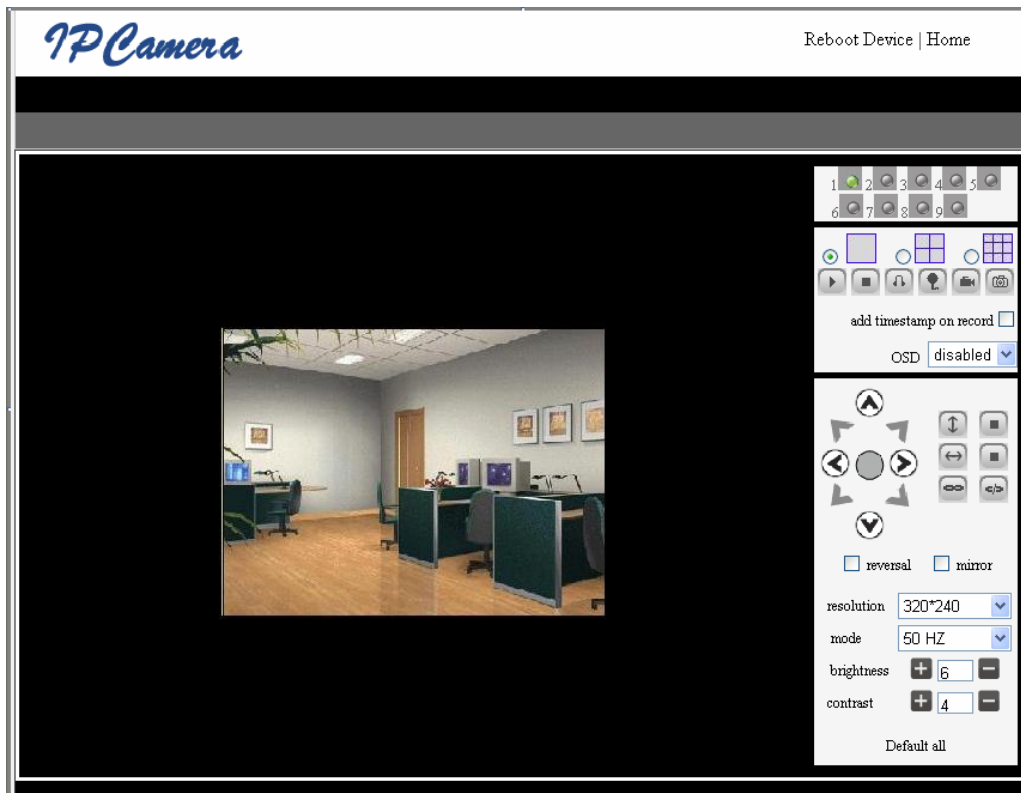 IPCamera
Reboot Device | Home
1 2 3 4 5
6 7 8 9
add timestamp on record
OSD disabled
reversal mirror
resolution 320*240
mode 50 HZ
brightness + 6 −
contrast + 4 −
Default all